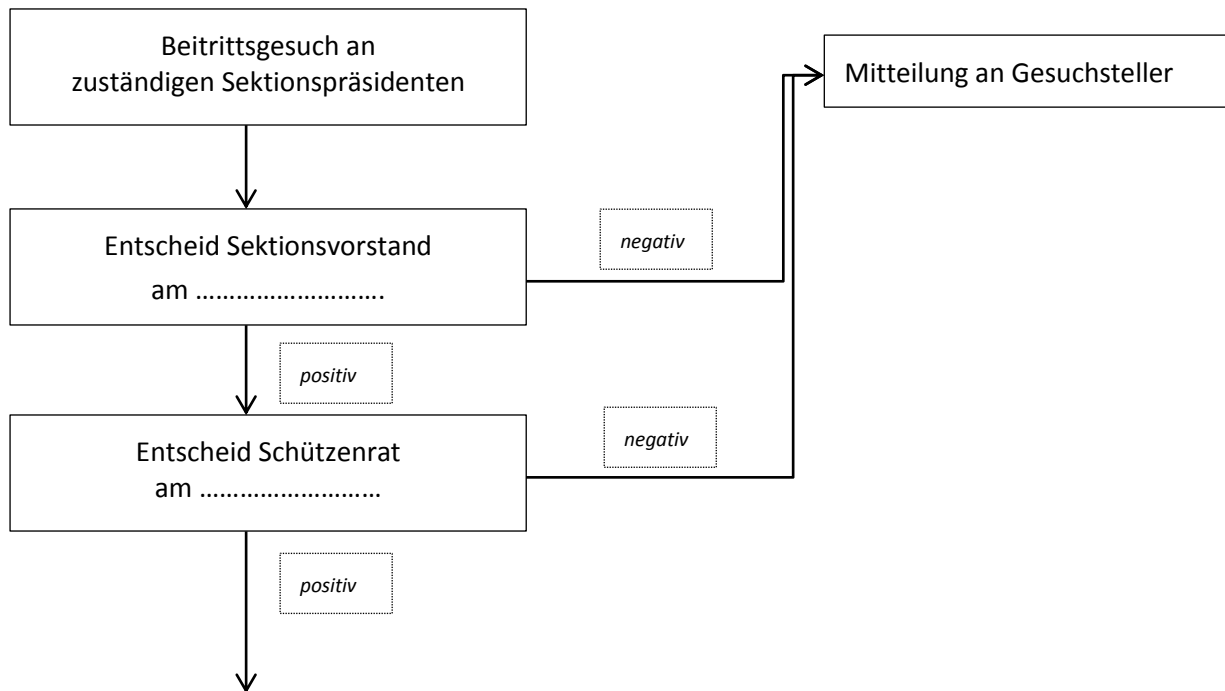 Beitrittsgesuch an
zuständigen Sektionspräsidenten
Mitteilung an Gesuchsteller
Entscheid Sektionsvorstand
am ……………………….
negativ
positiv
Entscheid Schützenrat
am ………………………
negativ
positiv